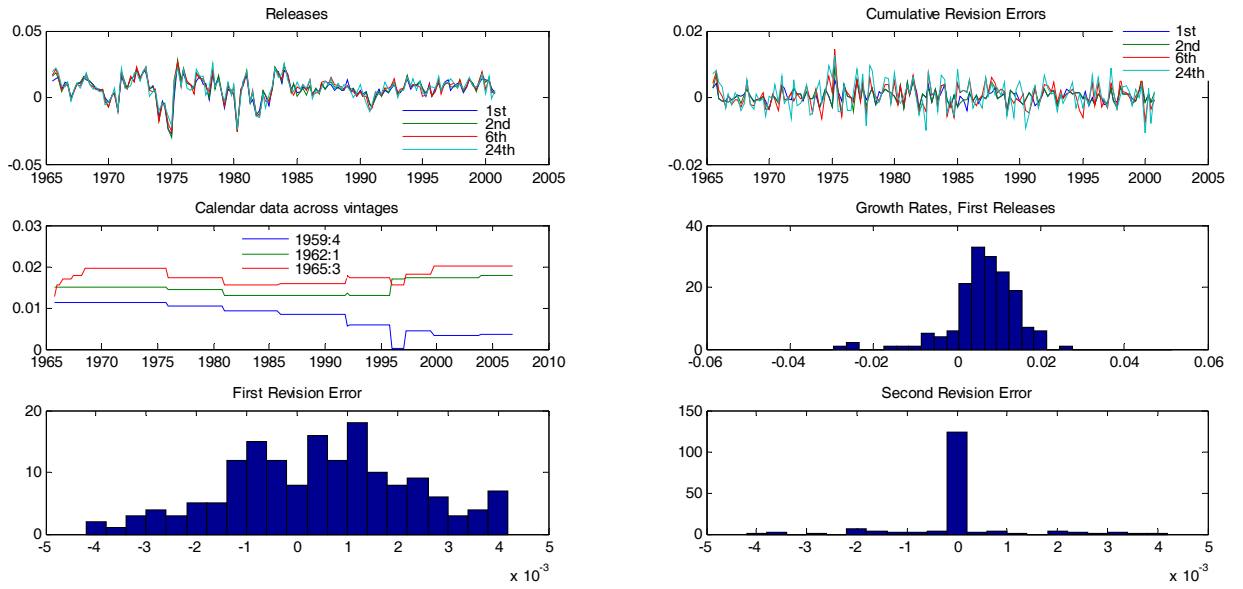 Releases
0.05
0
-0.05
1st
2nd
6th
24th
1965 1970 1975 1980 1985 1990 1995 2000 2005
Cumulative Revision Errors
0.02
0
-0.02
1st
2nd
6th
24th
1965 1970 1975 1980 1985 1990 1995 2000 2005
Calendar data across vintages
0.03
0.02
0.01
0
1959:4
1962:1
1965:3
1965 1970 1975 1980 1985 1990 1995 2000 2005 2010
Growth Rates, First Releases
40
20
0
-0.06 -0.04 -0.02 0 0.02 0.04 0.06
First Revision Error
20
10
0
-5 -4 -3 -2 -1 0 1 2 3 4 5
x 10-3
Second Revision Error
150
100
50
0
-5 -4 -3 -2 -1 0 1 2 3 4 5
x 10-3